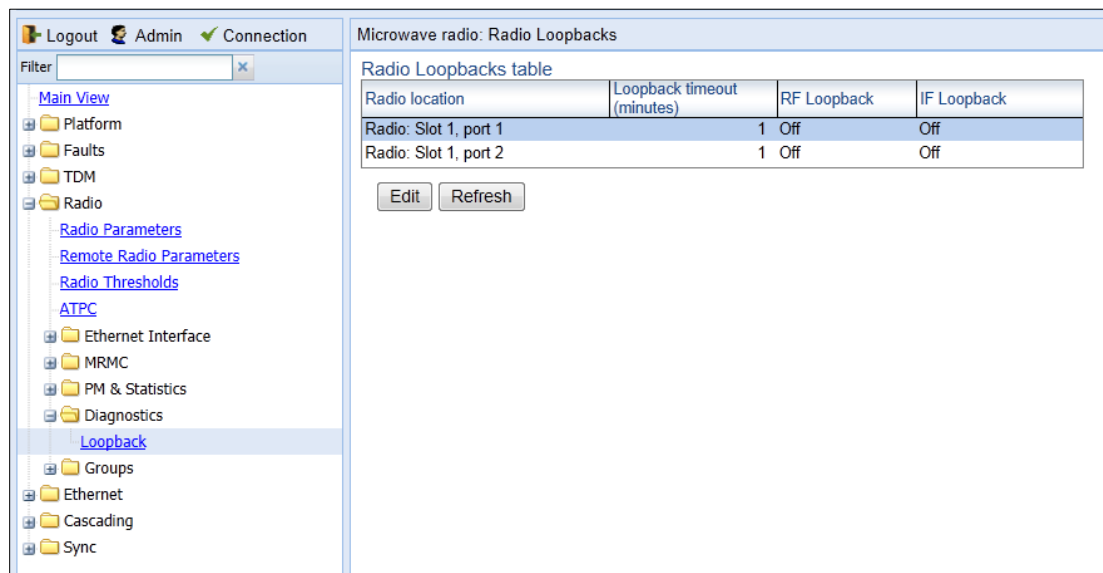 Logout Admin Connection
Filter
Main View
Platform
Faults
TDM
Radio
Radio Parameters
Remote Radio Parameters
Radio Thresholds
ATPC
Ethernet Interface
MRMC
PM & Statistics
Diagnostics
Loopback
Groups
Ethernet
Cascading
Sync
Microwave radio: Radio Loopbacks
Radio Loopbacks table
Radio location Loopback timeout (minutes) RF Loopback IF Loopback
Radio: Slot 1, port 1 1 Off Off
Radio: Slot 1, port 2 1 Off Off
Edit Refresh